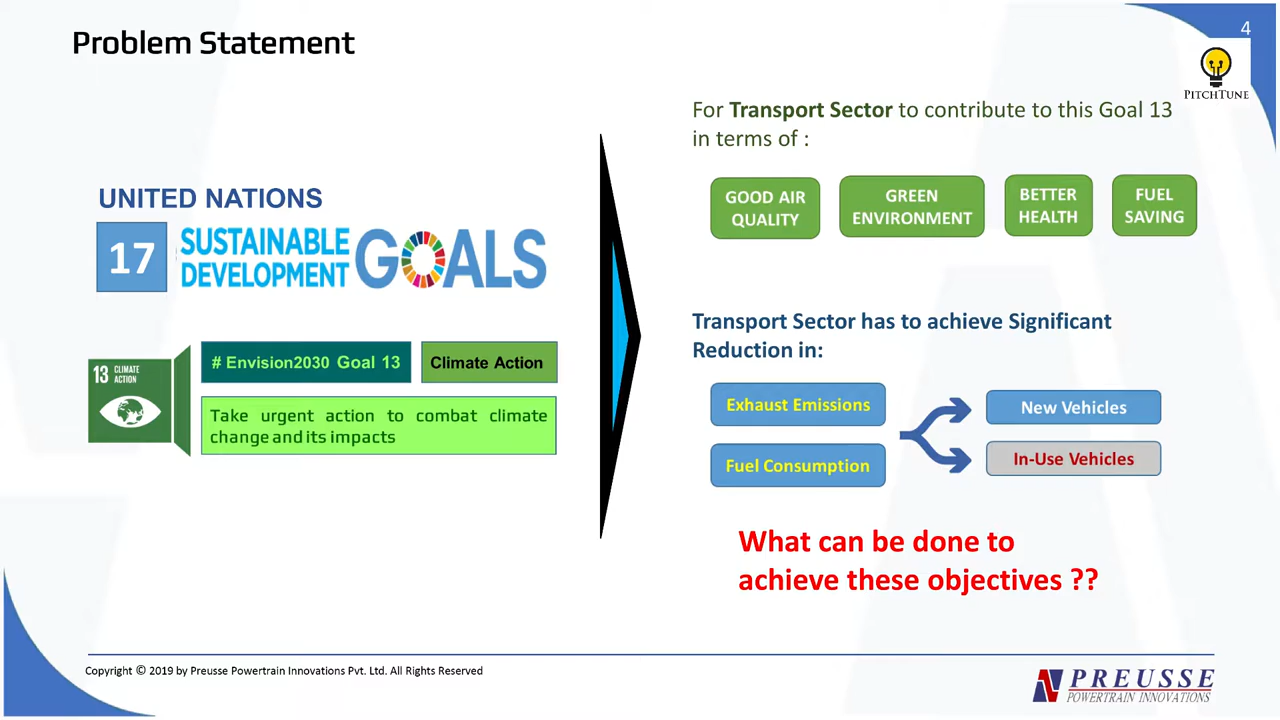 Problem Statement
4
PITCHTUNE
UNITED NATIONS
17
SUSTAINABLE
DEVELOPMENT
GOALS
13 CLIMATE
ACTION
# Envision2030 Goal 13
Climate Action
Take urgent action to combat climate
change and its impacts
For Transport Sector to contribute to this Goal 13
in terms of :
GOOD AIR
QUALITY
GREEN
ENVIRONMENT
BETTER
HEALTH
FUEL
SAVING
Transport Sector has to achieve Significant
Reduction in:
Exhaust Emissions
Fuel Consumption
New Vehicles
In-Use Vehicles
What can be done to
achieve these objectives ??
Copyright © 2019 by Preusse Powertrain Innovations Pvt. Ltd. All Rights Reserved
PREUSSE
POWERTRAIN INNOVATIONS